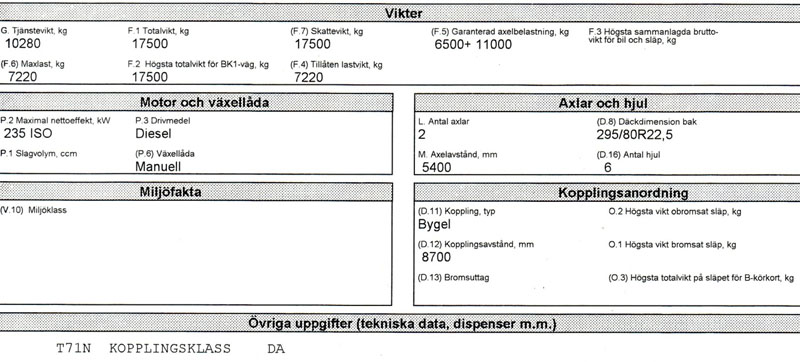 Vikter
G. Tjänstevikt, kg F.1 Totalvikt, kg (F.7) Skattevikt, kg (F.5) Garanterad axelbelastning, kg F.3 Högsta sammanlagda brutto-
vikt för bil och släp, kg
10280 17500 17500 6500+ 11000
(F.6) Maxlast, kg F.2 Högsta totalvikt för BK1-väg, kg (F.4) Tillåten lastvikt, kg
7220 17500 7220
Motor och växellåda
P.2 Maximal nettoeffekt, kW P.3 Drivmedel
235 ISO Diesel
P.1 Slagvolym, ccm (P.6) Växellåda
Manuell
Axlar och hjul
L. Antal axlar (D.8) Däckdimension bak
2 295/80R22,5
M. Axelavstånd, mm (D.16) Antal hjul
5400 6
Miljöfakta
(V.10) Miljöklass
Kopplingsanordning
(D.11) Koppling, typ O.2 Högsta vikt obromsat släp, kg
Bygel
(D.12) Kopplingsavstånd, mm O.1 Högsta vikt bromsat släp, kg
8700
(D.13) Bromsuttag (O.3) Högsta totalvikt på släpet för B-körkort, kg
Övriga uppgifter (tekniska data, dispenser m.m.)
T71N KOPPLINGSKLASS DA